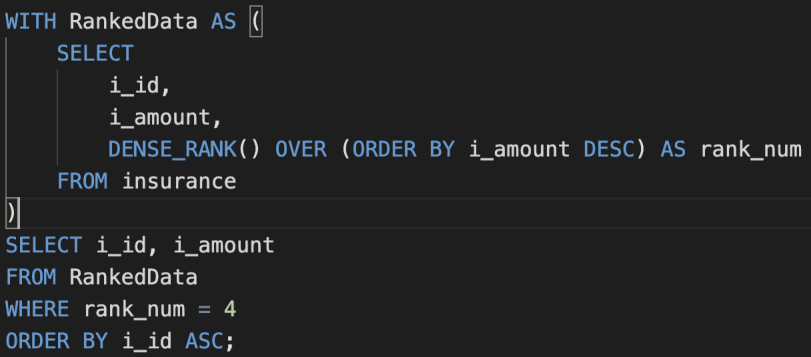 WITH RankedData AS (
    SELECT
        i_id,
        i_amount,
        DENSE_RANK() OVER (ORDER BY i_amount DESC) AS rank_num
    FROM insurance
)
SELECT i_id, i_amount
FROM RankedData
WHERE rank_num = 4
ORDER BY i_id ASC;